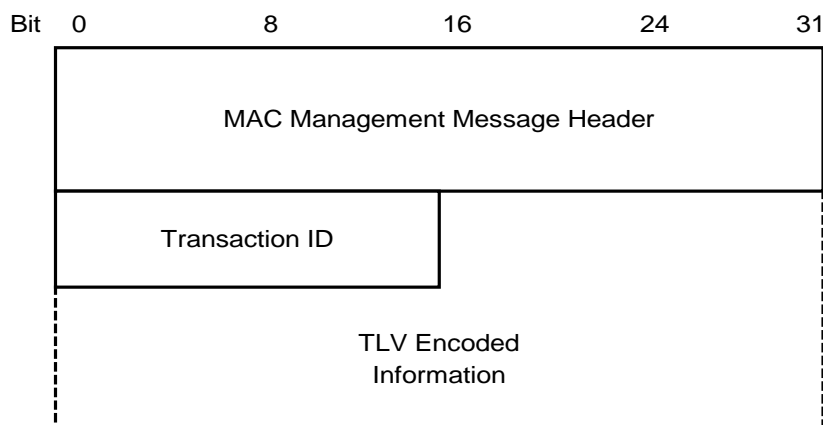 Bit 0 8 16 24 31
MAC Management Message Header
Transaction ID
TLV Encoded
Information